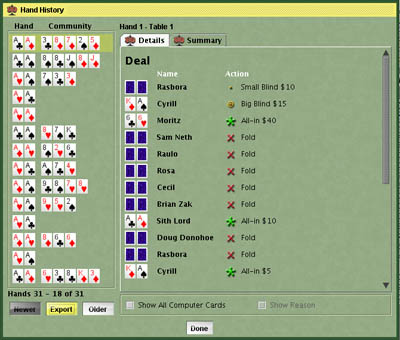 Hand History
Hand Community
Hand 1 - Table 1
Details Summary
Deal
Name Action
Rasbora Small Blind $10
Cyrill Big Blind $15
Moritz All-in $40
Sam Neth Fold
Raulo Fold
Rosa Fold
Cecil Fold
Brian Zak Fold
Sith Lord All-in $10
Doug Donohoe Fold
Rasbora Fold
Cyrill All-in $5
Hands 31 - 18 of 31
Newer Export Older
Show All Computer Cards Show Reason
Done